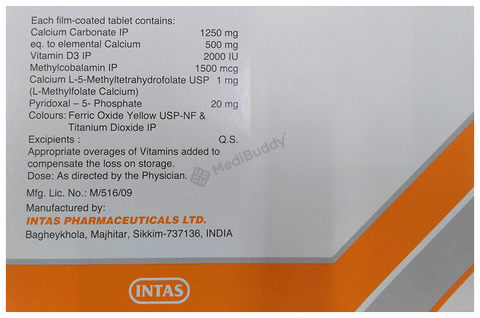 Each film-coated tablet contains:
Calcium Carbonate IP 1250 mg
eq. to elemental Calcium 500 mg
Vitamin D3 IP 2000 IU
Methylcobalamin IP 1500 mcg
Calcium L-5-Methyltetrahydrofolate USP 1 mg
(L-Methylfolate Calcium)
Pyridoxal – 5- Phosphate 20 mg
Colours: Ferric Oxide Yellow USP-NF &
Titanium Dioxide IP
Excipients : Q.S.
Appropriate overages of Vitamins added to
compensate the loss on storage.
Dose: As directed by the Physician.
MediBuddy
Mfg. Lic. No.: M/516/09
Manufactured by:
INTAS PHARMACEUTICALS LTD.
Bagheykhola, Majhitar, Sikkim-737136, INDIA
INTAS